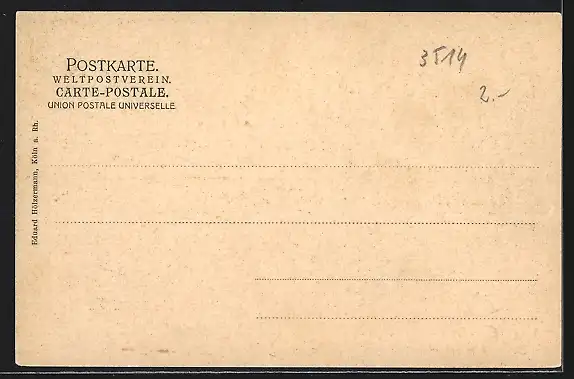 POSTKARTE.
WELTPOSTVEREIN.
CARTE-POSTALE.
UNION POSTALE UNIVERSELLE.
3514
2.-
Eduard Hölzermann, Köln a. Rh.